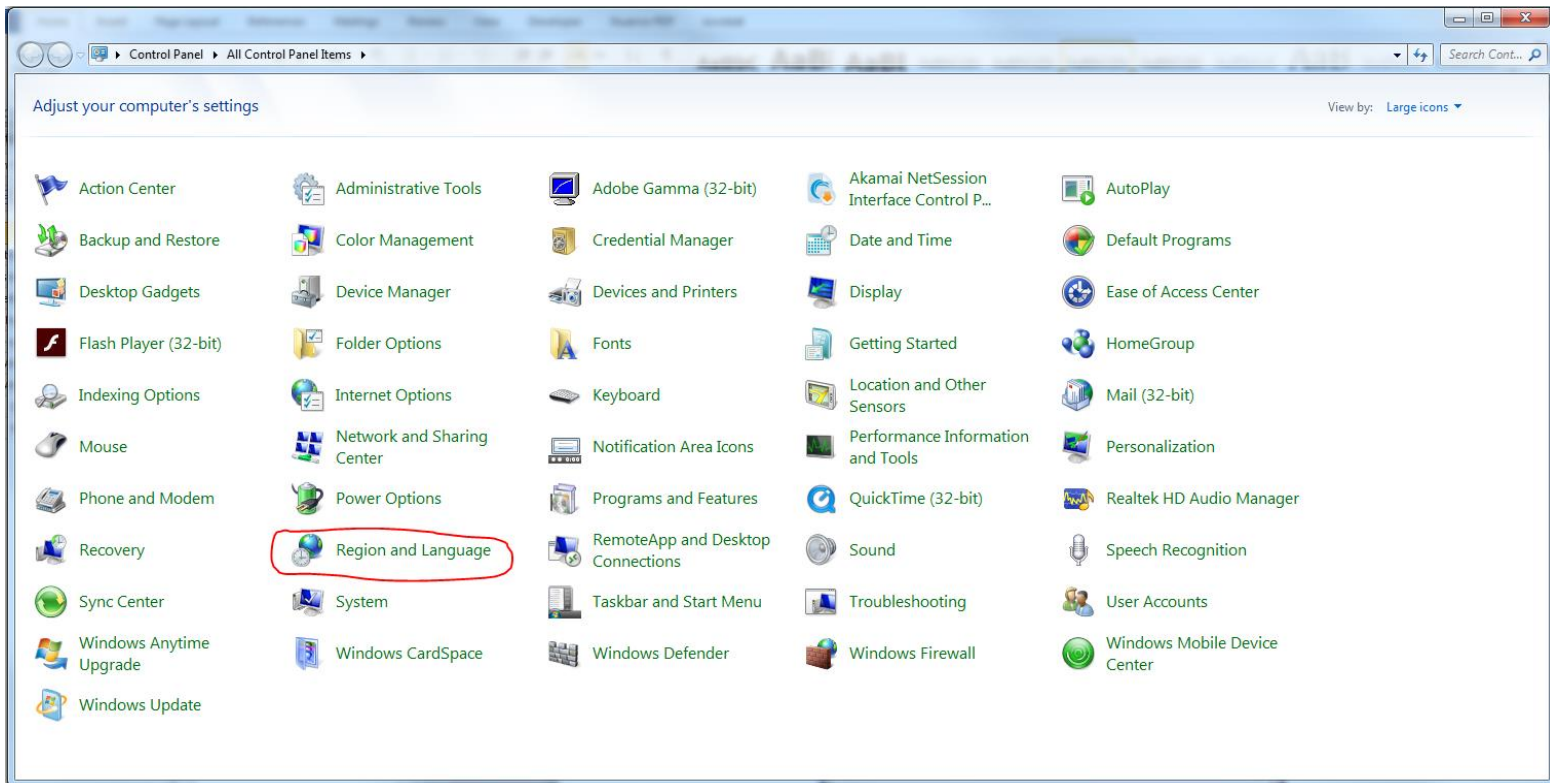 Control Panel All Control Panel Items Search Cont...
Adjust your computer's settings View by: Large icons
Action Center Administrative Tools Adobe Gamma (32-bit) Akamai NetSession Interface Control P... AutoPlay
Backup and Restore Color Management Credential Manager Date and Time Default Programs
Desktop Gadgets Device Manager Devices and Printers Display Ease of Access Center
Flash Player (32-bit) Folder Options Fonts Getting Started HomeGroup
Indexing Options Internet Options Keyboard Location and Other Sensors Mail (32-bit)
Mouse Network and Sharing Center Notification Area Icons Performance Information and Tools Personalization
Phone and Modem Power Options Programs and Features QuickTime (32-bit) Realtek HD Audio Manager
Recovery Region and Language RemoteApp and Desktop Connections Sound Speech Recognition
Sync Center System Taskbar and Start Menu Troubleshooting User Accounts
Windows Anytime Upgrade Windows CardSpace Windows Defender Windows Firewall Windows Mobile Device Center
Windows Update